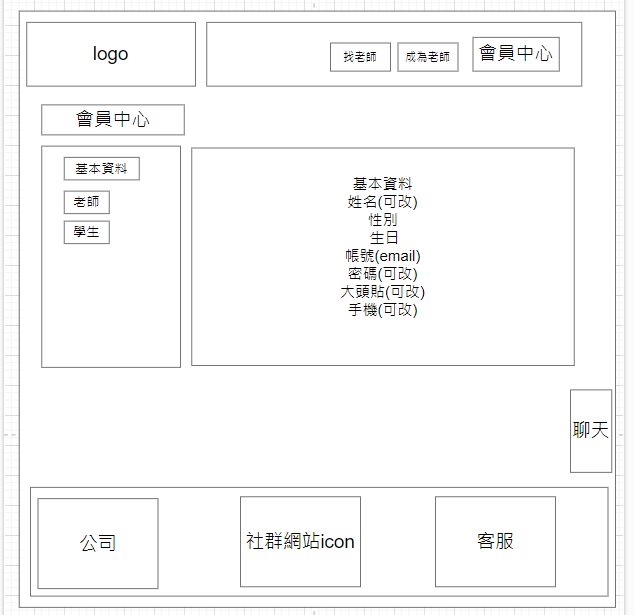 logo
找老師
成為老師
會員中心
會員中心
基本資料
老師
學生
基本資料
姓名(可改)
性別
生日
帳號(email)
密碼(可改)
大頭貼(可改)
手機(可改)
聊天
公司
社群網站icon
客服